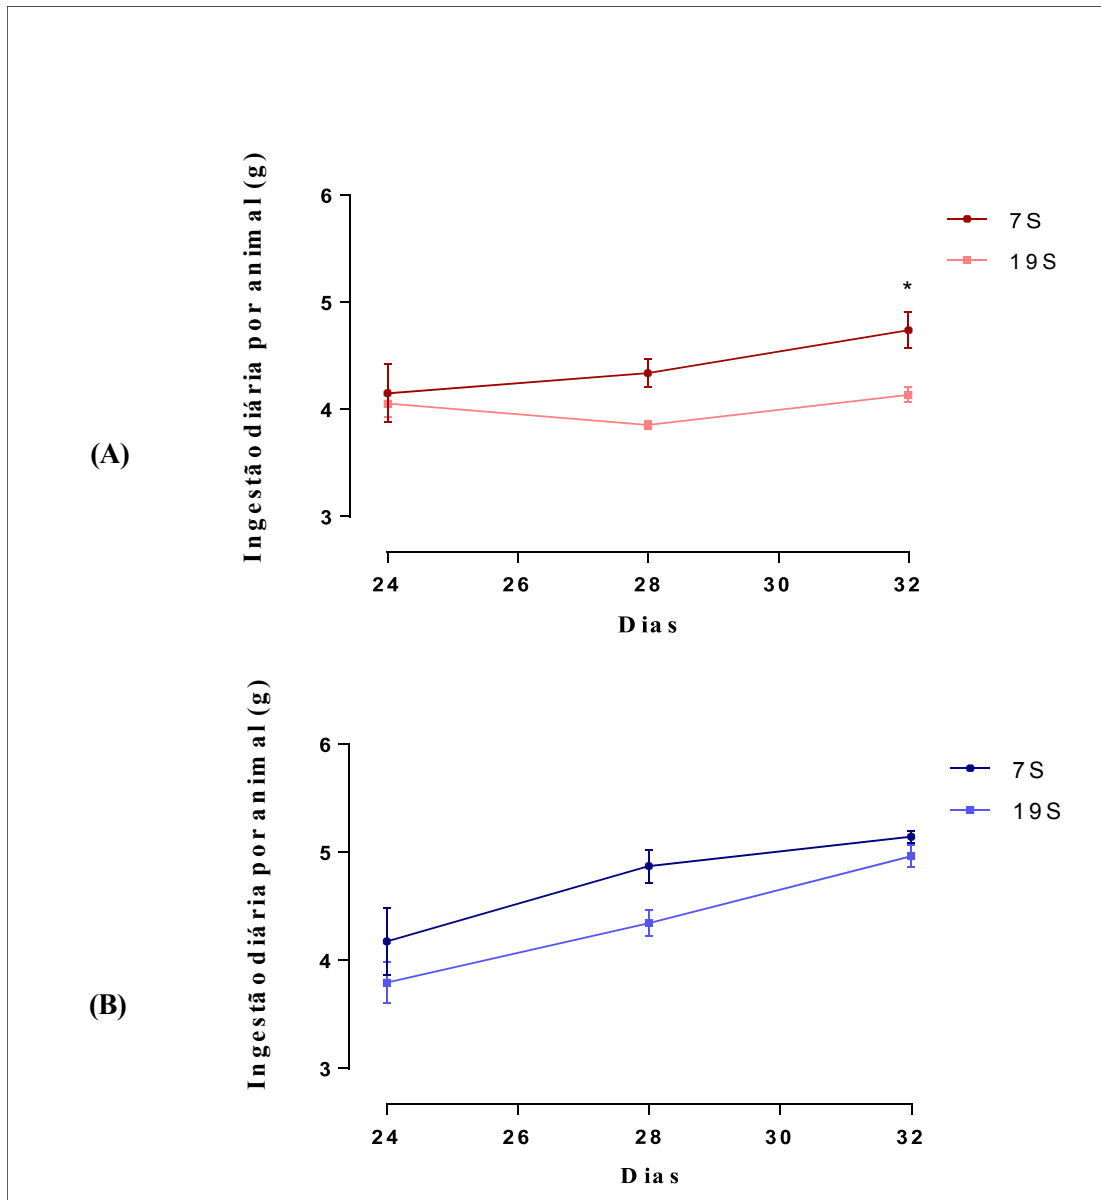 Ingestão diária por animal (g)
6
5
4
3
*
7S
19S
(A)
24 26 28 30 32
Dias
Ingestão diária por animal (g)
6
5
4
3
7S
19S
(B)
24 26 28 30 32
Dias